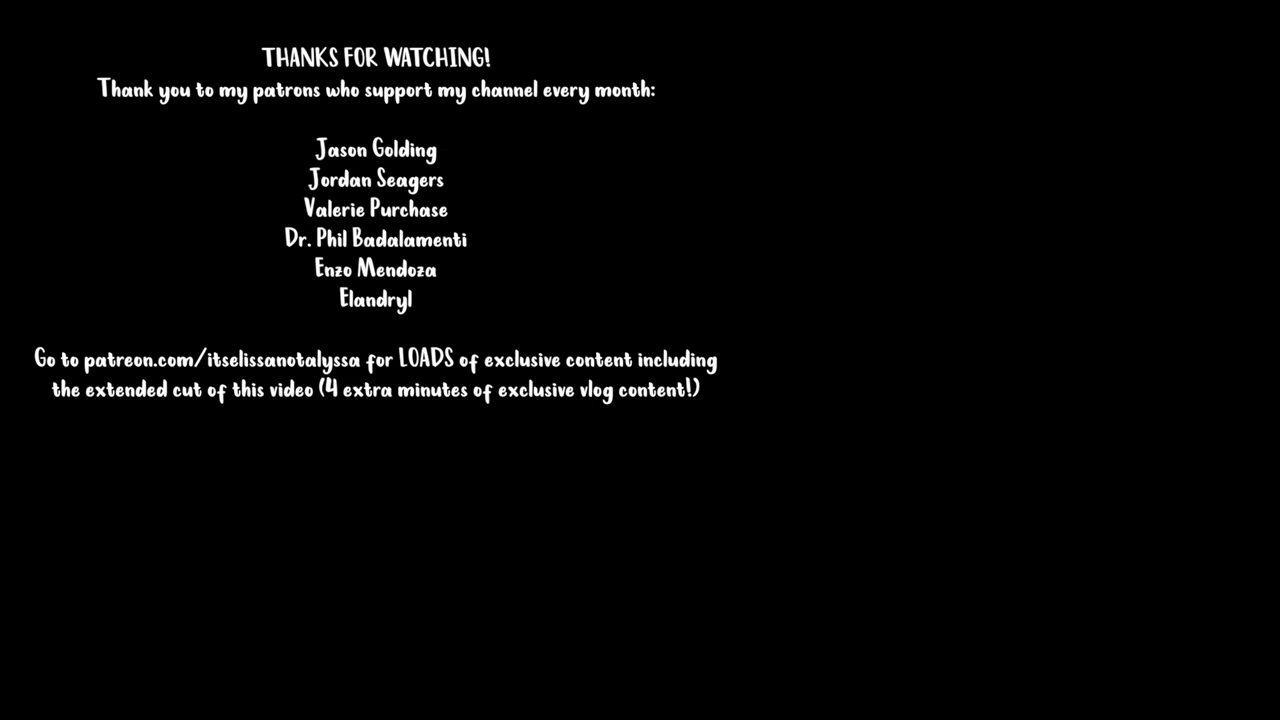 THANKS FOR WATCHING!
Thank you to my patrons who support my channel every month:
Jason Golding
Jordan Seagers
Valerie Purchase
Dr. Phil Badalamenti
Enzo Mendoza
Elandryl
Go to patreon.com/itselissanotalyssa for LOADS of exclusive content including
the extended cut of this video (4 extra minutes of exclusive vlog content!)